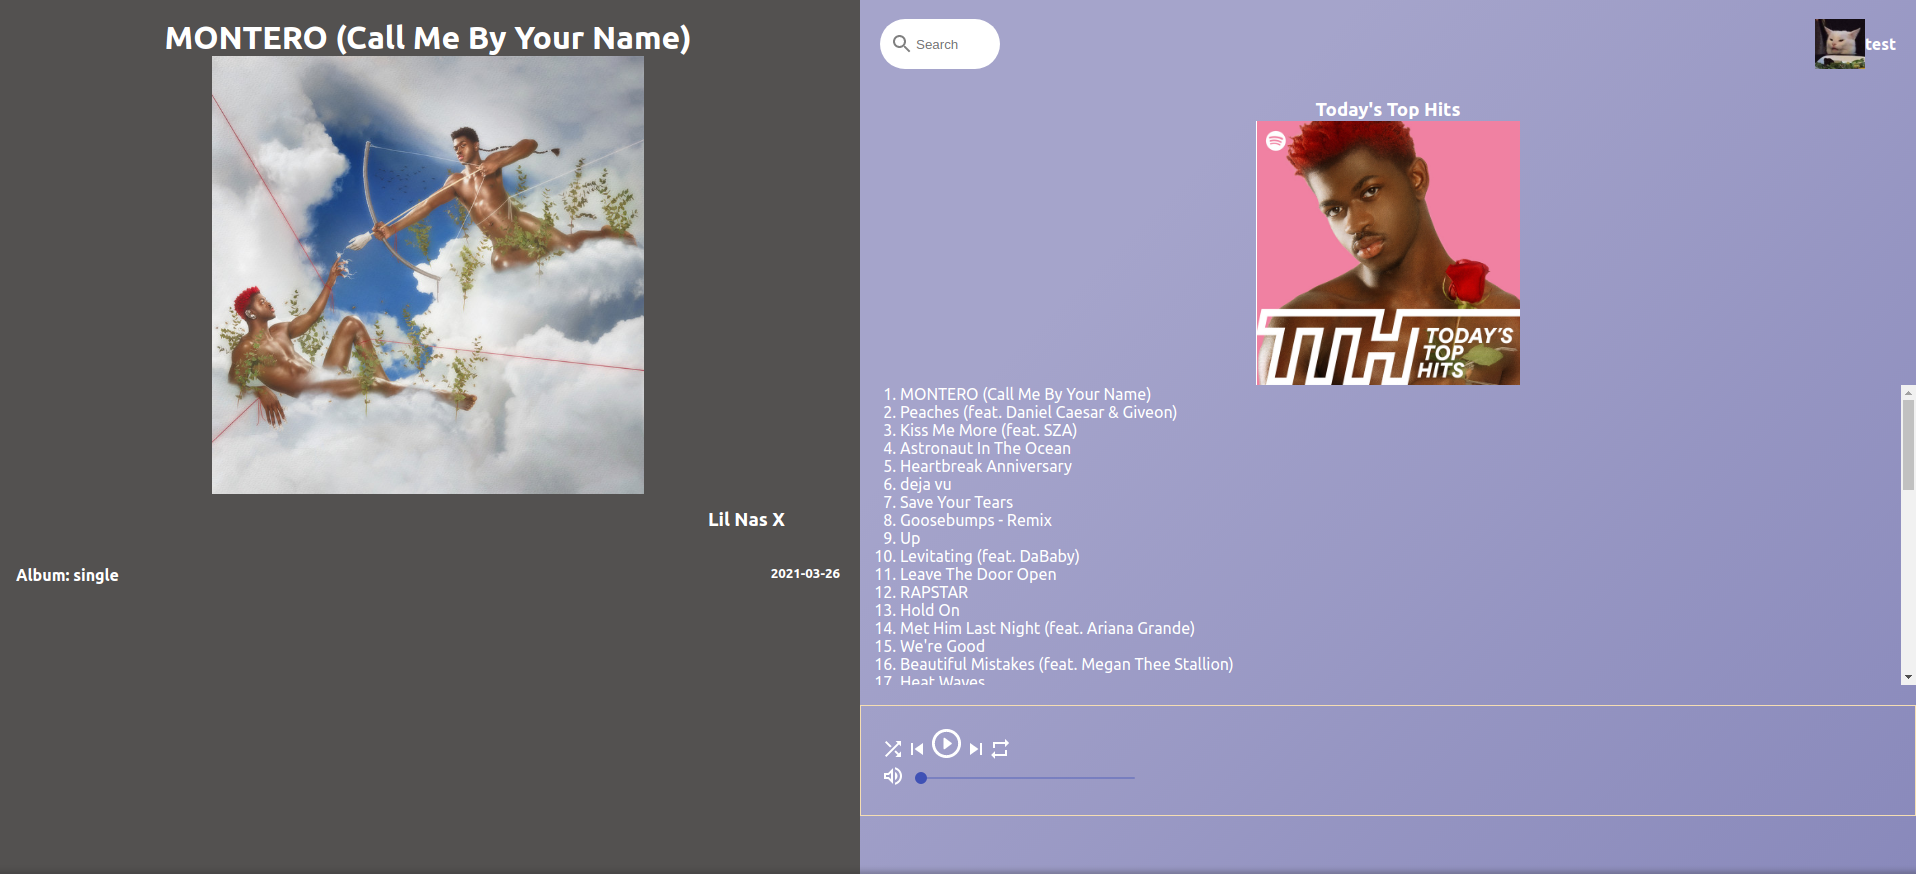 MONTERO (Call Me By Your Name)
Lil Nas X
Album: single
2021-03-26
Search
test
Today's Top Hits
TTH
TODAY'S
TOP
HITS
1. MONTERO (Call Me By Your Name)
2. Peaches (feat. Daniel Caesar & Giveon)
3. Kiss Me More (feat. SZA)
4. Astronaut In The Ocean
5. Heartbreak Anniversary
6. deja vu
7. Save Your Tears
8. Goosebumps - Remix
9. Up
10. Levitating (feat. DaBaby)
11. Leave The Door Open
12. RAPSTAR
13. Hold On
14. Met Him Last Night (feat. Ariana Grande)
15. We're Good
16. Beautiful Mistakes (feat. Megan Thee Stallion)
17. Heat Waves